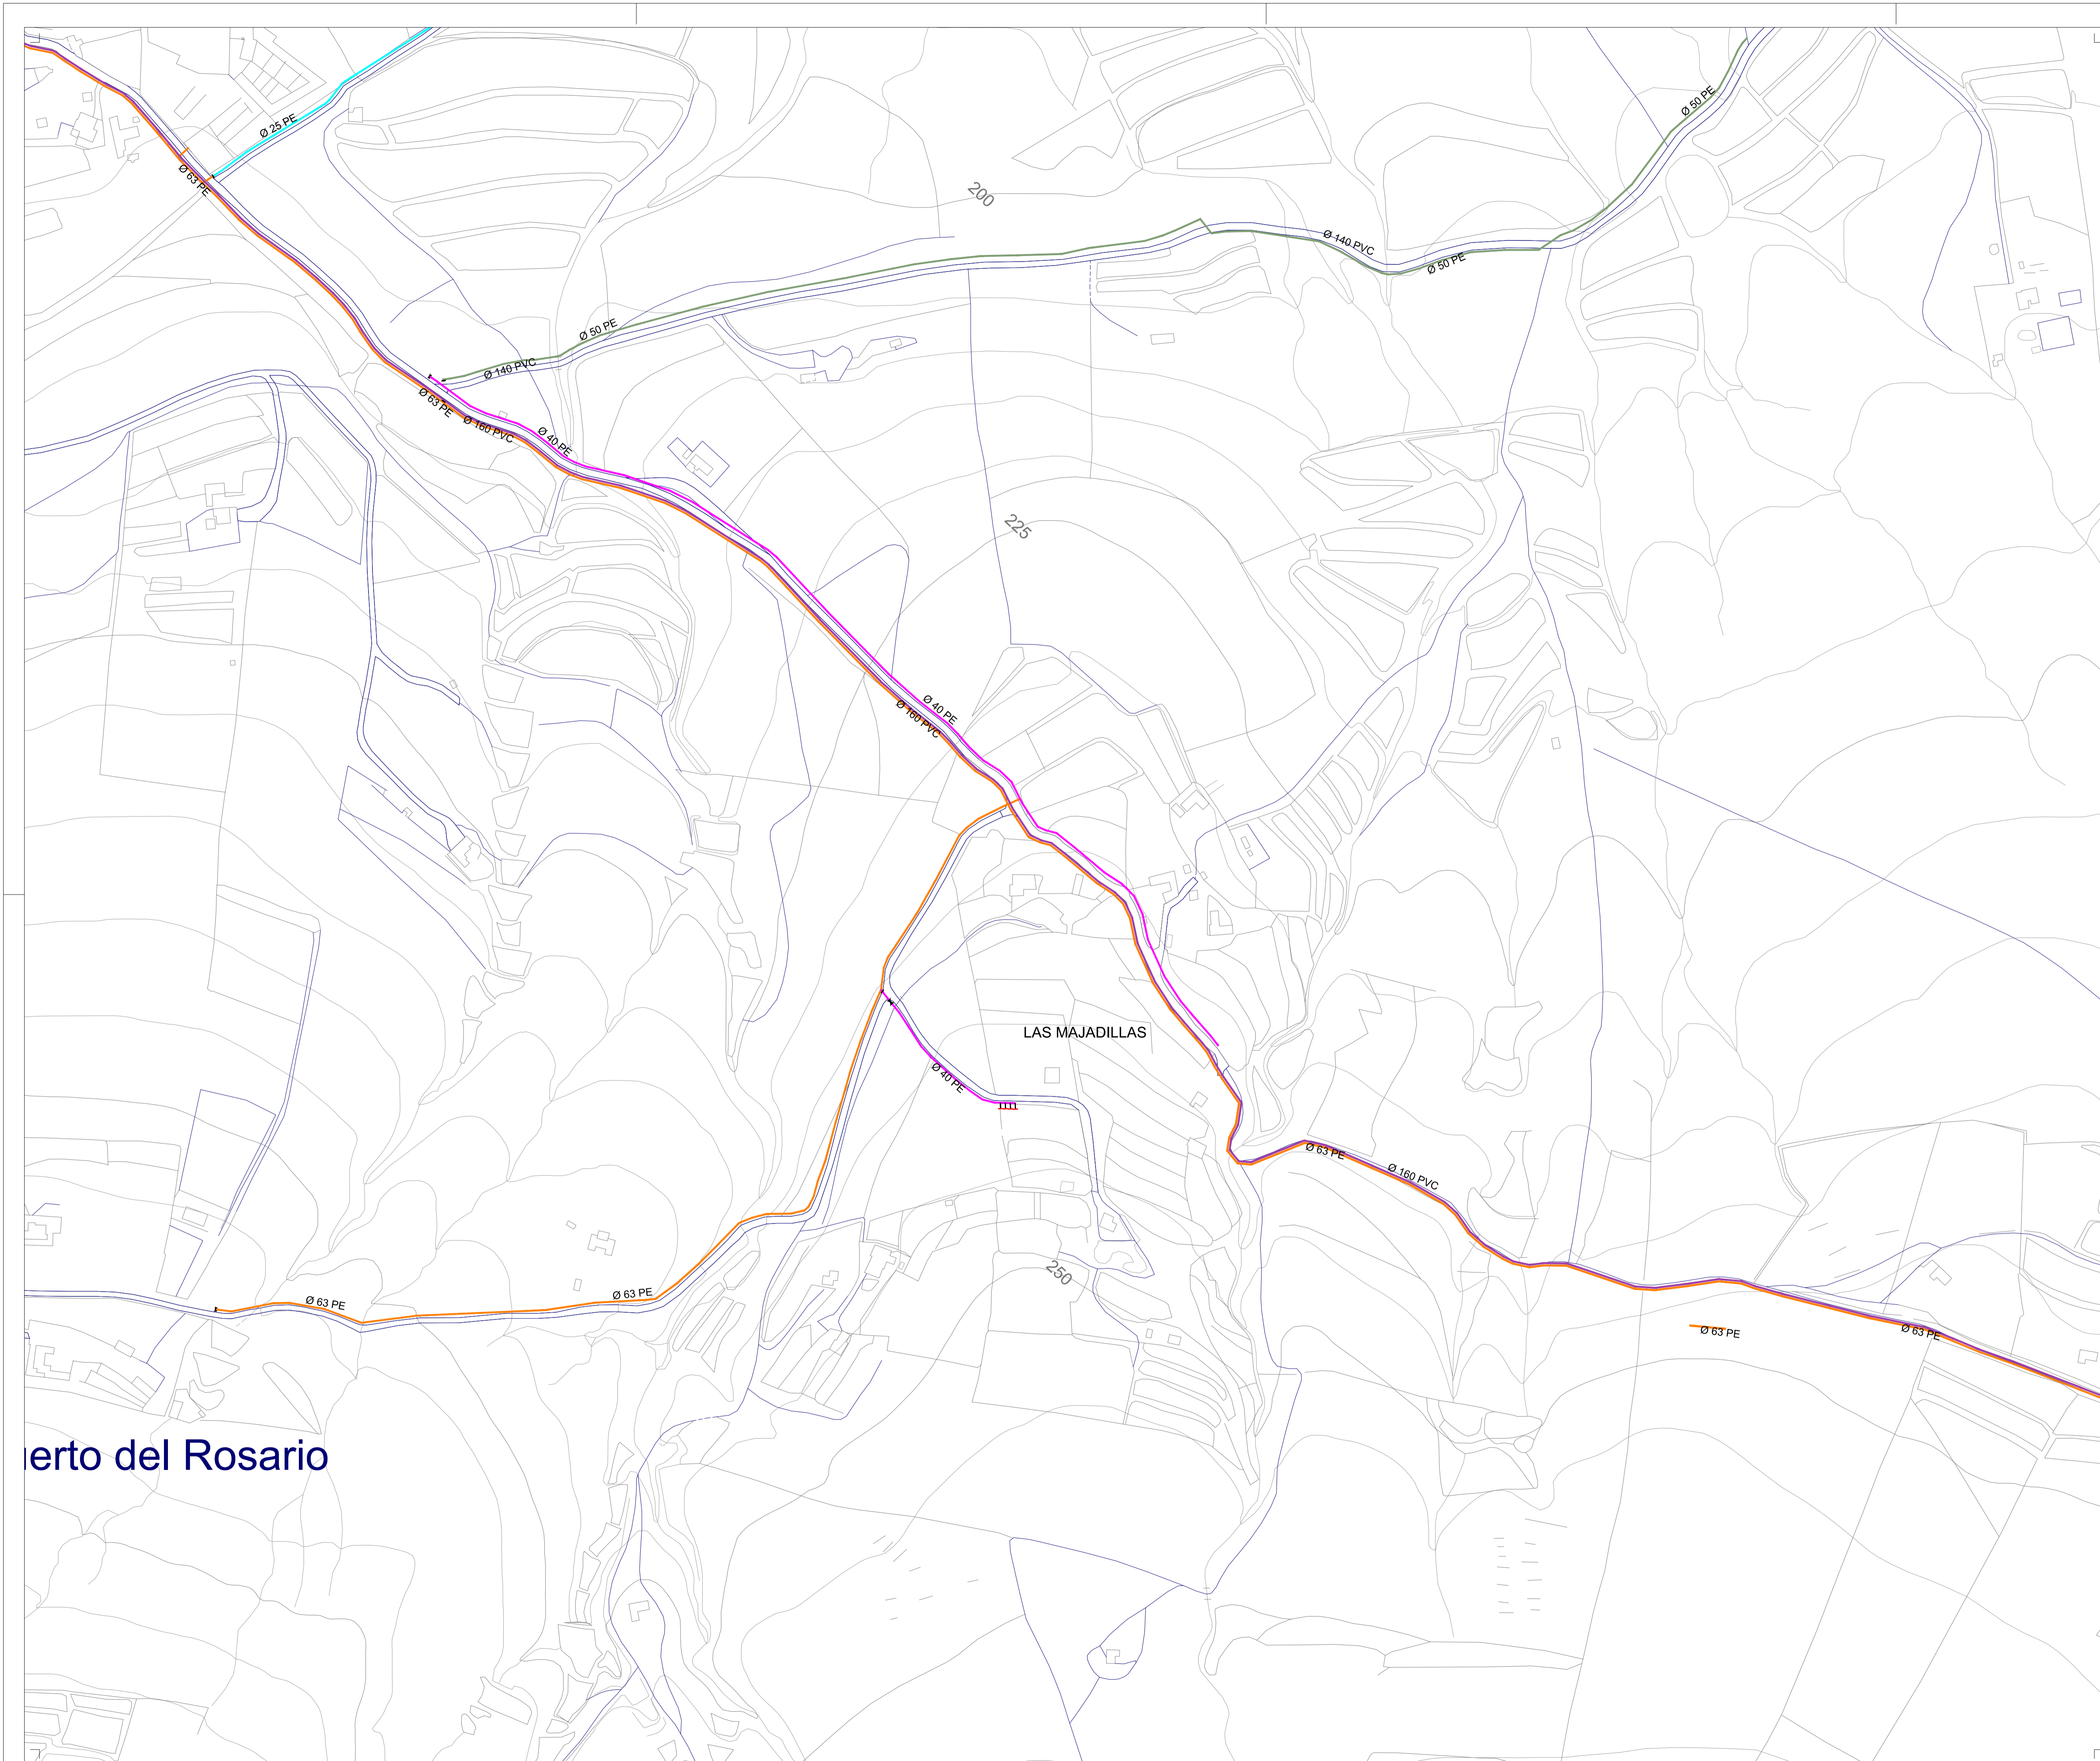 Ø 50 PE
Ø 25 PE
Ø 63 PE
200
Ø 140 PVC
Ø 50 PE
Ø 50 PE
Ø 140 PVC
Ø 63 PE
Ø 160 PVC
Ø 40 PE
225
Ø 40 PE
Ø 160 PVC
LAS MAJADILLAS
Ø 40 PE
Ø 63 PE
Ø 160 PVC
250
Ø 63 PE
Ø 63 PE
Ø 63 PE
Ø 63 PE
uerto del Rosario